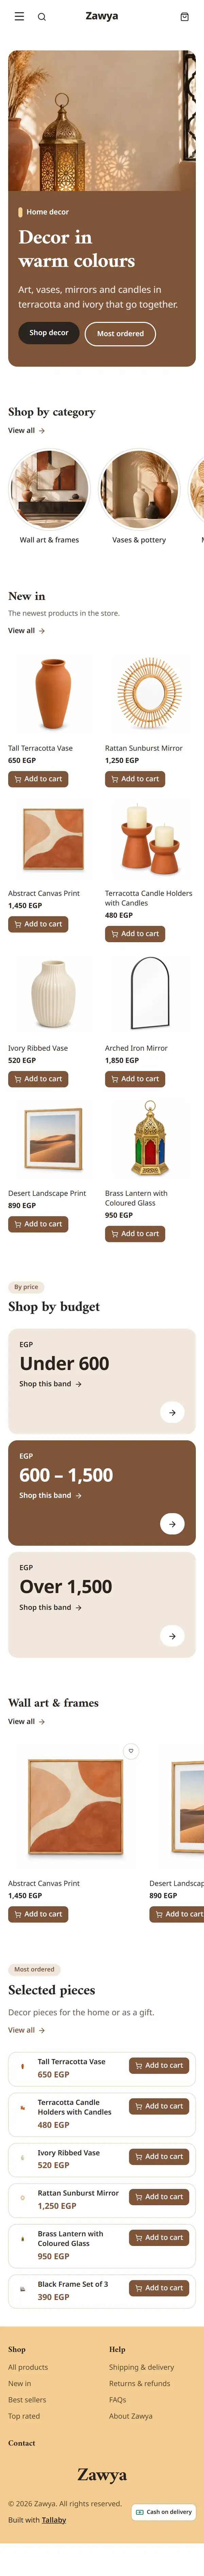 Zawya
Home decor
Decor in
warm colours
Art, vases, mirrors and candles in
terracotta and ivory that go together.
Shop decor
Most ordered
Shop by category
View all
Wall art & frames
Vases & pottery
New in
The newest products in the store.
View all
Tall Terracotta Vase
650 EGP
Add to cart
Rattan Sunburst Mirror
1,250 EGP
Add to cart
Abstract Canvas Print
1,450 EGP
Add to cart
Terracotta Candle Holders
with Candles
480 EGP
Add to cart
Ivory Ribbed Vase
520 EGP
Add to cart
Arched Iron Mirror
1,850 EGP
Add to cart
Desert Landscape Print
890 EGP
Add to cart
Brass Lantern with
Coloured Glass
950 EGP
Add to cart
By price
Shop by budget
EGP
Under 600
Shop this band
EGP
600 – 1,500
Shop this band
EGP
Over 1,500
Shop this band
Wall art & frames
View all
Abstract Canvas Print
1,450 EGP
Add to cart
Desert Landscap
890 EGP
Add to cart
Most ordered
Selected pieces
Decor pieces for the home or as a gift.
View all
Tall Terracotta Vase
650 EGP
Add to cart
Terracotta Candle
Holders with Candles
480 EGP
Add to cart
Ivory Ribbed Vase
520 EGP
Add to cart
Rattan Sunburst Mirror
1,250 EGP
Add to cart
Brass Lantern with
Coloured Glass
950 EGP
Add to cart
Black Frame Set of 3
390 EGP
Add to cart
Shop
All products
New in
Best sellers
Top rated
Help
Shipping & delivery
Returns & refunds
FAQs
About Zawya
Contact
Zawya
© 2026 Zawya. All rights reserved.
Built with Tallaby
Cash on delivery